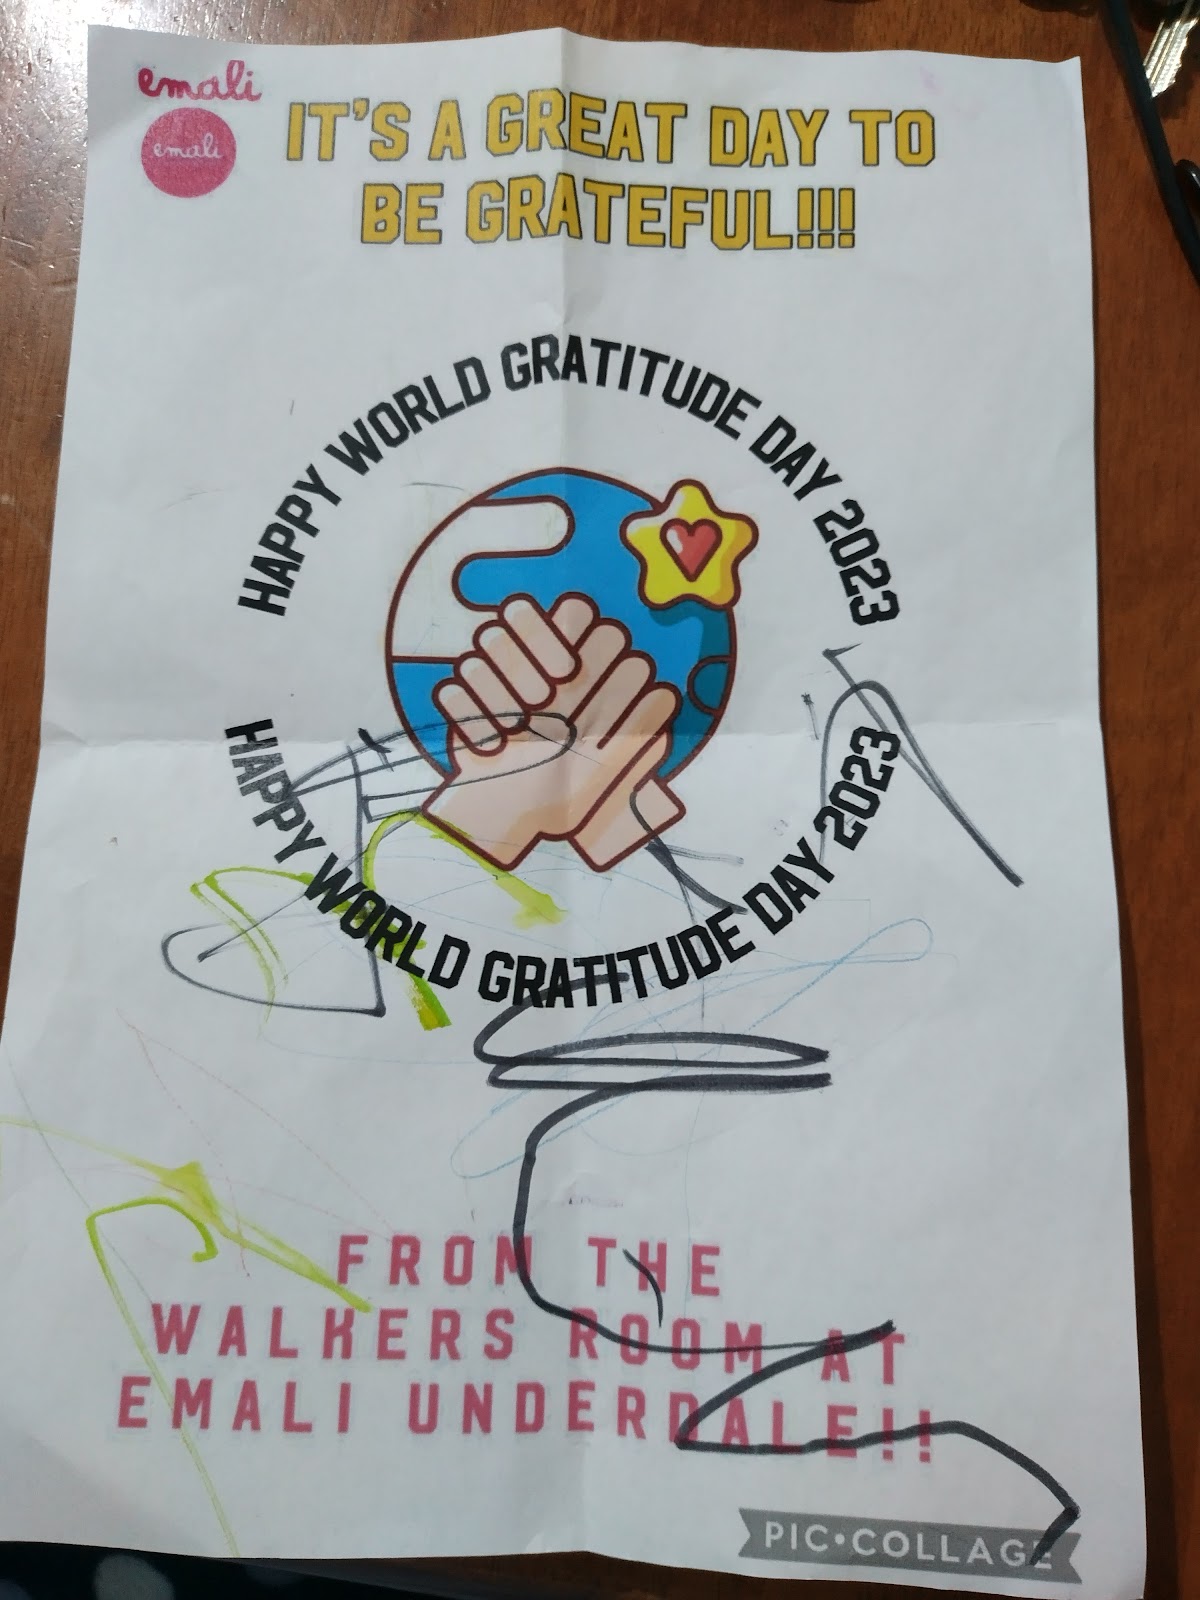 emali
emali
IT'S A GREAT DAY TO
BE GRATEFUL!!!
HAPPY WORLD GRATITUDE DAY 2023
HAPPY WORLD GRATITUDE DAY 2023
FROM THE
WALKERS ROOM AT
EMALI UNDERDALE!!
PIC•COLLAGE